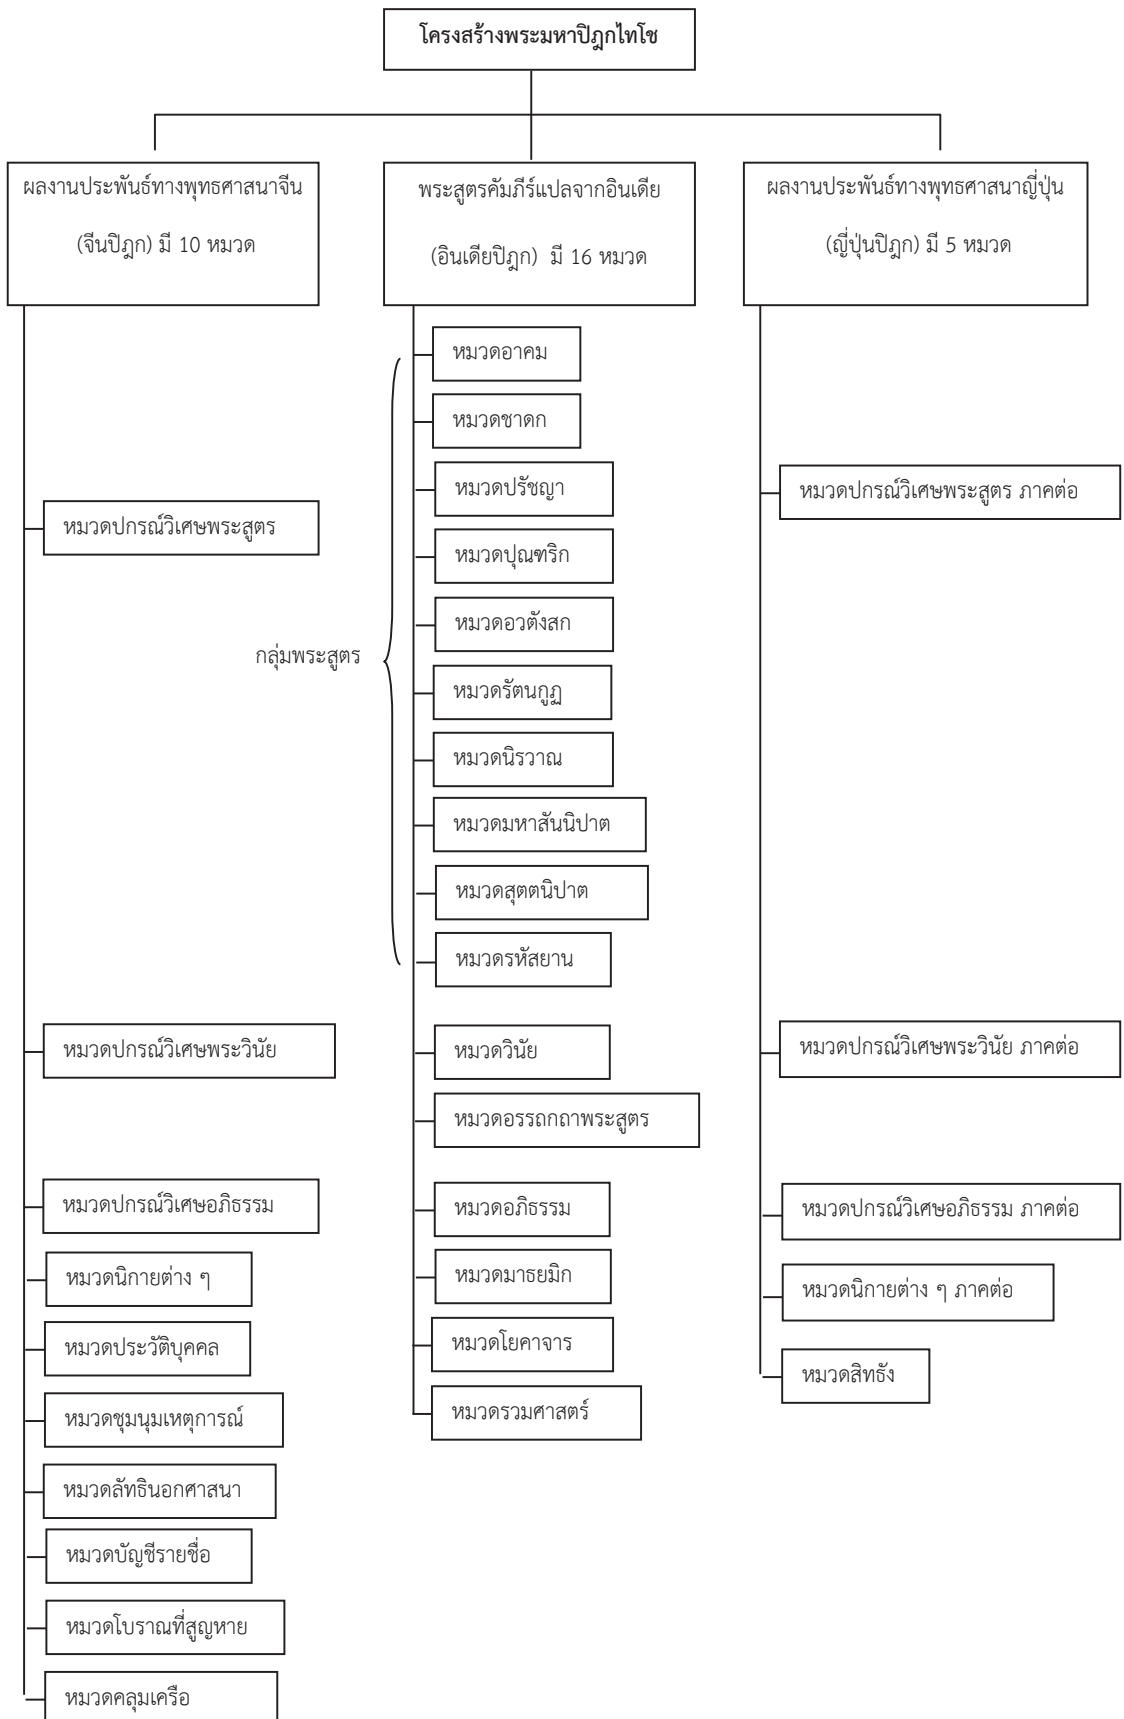 โครงสร้างพระมหาปิฎกไทโช
ผลงานประพันธ์ทางพุทธศาสนาจีน
(จีนปิฎก) มี 10 หมวด
หมวดปกรณ์วิเศษพระสูตร
หมวดปกรณ์วิเศษพระวินัย
หมวดปกรณ์วิเศษอภิธรรม
หมวดนิกายต่าง ๆ
หมวดประวัติบุคคล
หมวดชุมนุมเหตุการณ์
หมวดลัทธินอกศาสนา
หมวดบัญชีรายชื่อ
หมวดโบราณที่สูญหาย
หมวดคลุมเครือ
พระสูตรคัมภีร์แปลจากอินเดีย
(อินเดียปิฎก) มี 16 หมวด
กลุ่มพระสูตร
หมวดอาคม
หมวดชาดก
หมวดปรัชญา
หมวดปุณฑริก
หมวดอวตังสก
หมวดรัตนกูฏ
หมวดนิรวาณ
หมวดมหาสันนิปาต
หมวดสุตตนิปาต
หมวดรหัสยาน
หมวดวินัย
หมวดอรรถกถาพระสูตร
หมวดอภิธรรม
หมวดมาธยมิก
หมวดโยคาจาร
หมวดรวมศาสตร์
ผลงานประพันธ์ทางพุทธศาสนาญี่ปุ่น
(ญี่ปุ่นปิฎก) มี 5 หมวด
หมวดปกรณ์วิเศษพระสูตร ภาคต่อ
หมวดปกรณ์วิเศษพระวินัย ภาคต่อ
หมวดปกรณ์วิเศษอภิธรรม ภาคต่อ
หมวดนิกายต่าง ๆ ภาคต่อ
หมวดสิทธัง